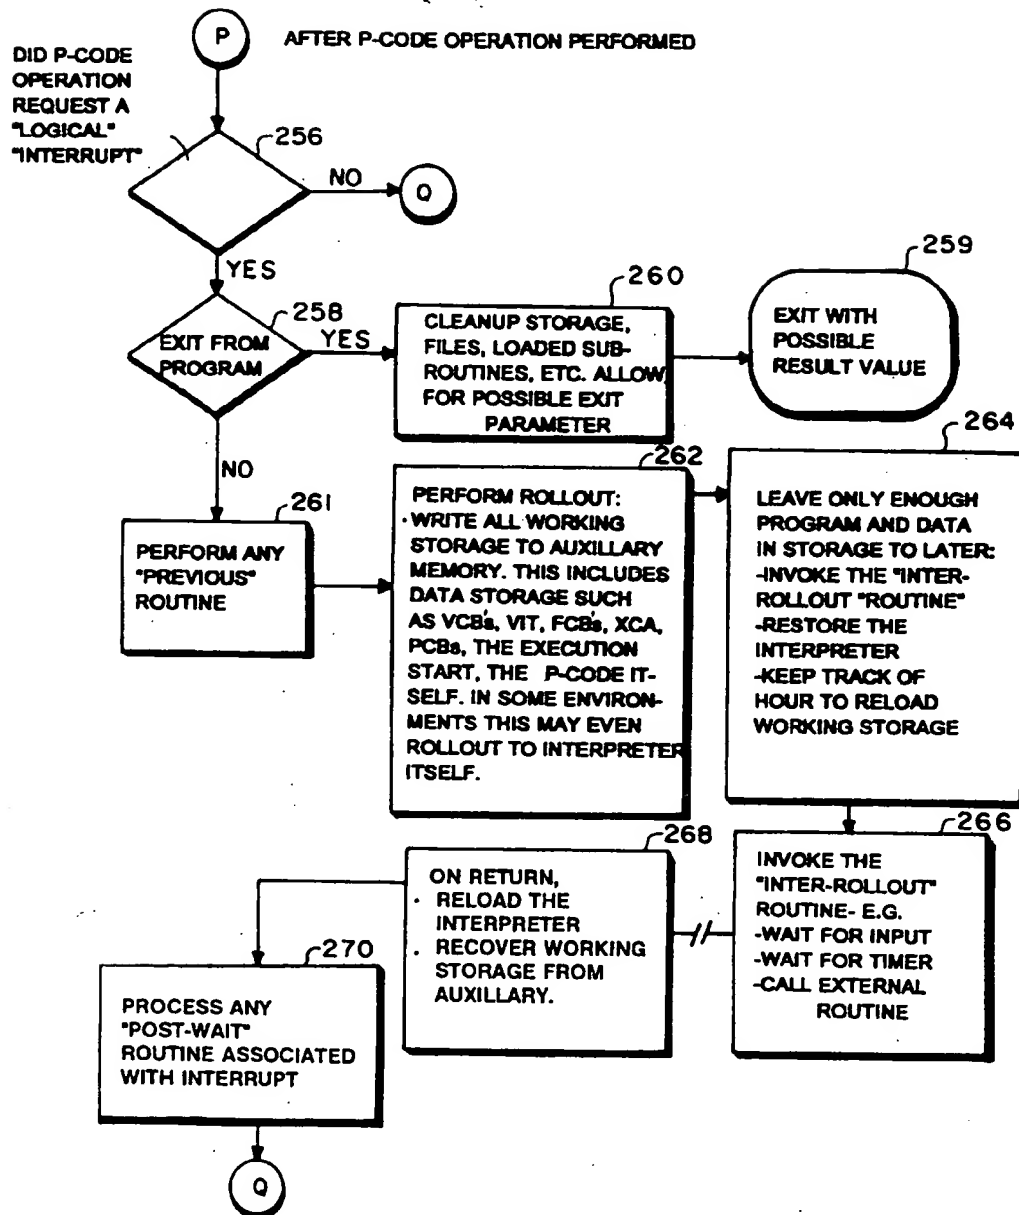 P
AFTER P-CODE OPERATION PERFORMED
DID P-CODE
OPERATION
REQUEST A
"LOGICAL"
"INTERRUPT"
256
NO
Q
YES
258
EXIT FROM
PROGRAM
YES
260
CLEANUP STORAGE,
FILES, LOADED SUB-
ROUTINES, ETC. ALLOW
FOR POSSIBLE EXIT
PARAMETER
259
EXIT WITH
POSSIBLE
RESULT VALUE
NO
261
PERFORM ANY
"PREVIOUS"
ROUTINE
262
PERFORM ROLLOUT:
· WRITE ALL WORKING
STORAGE TO AUXILLARY
MEMORY. THIS INCLUDES
DATA STORAGE SUCH
AS VCB's, VIT, FCB's, XCA,
PCBs, THE EXECUTION
START, THE P-CODE IT-
SELF. IN SOME ENVIRON-
MENTS THIS MAY EVEN
ROLLOUT TO INTERPRETER
ITSELF.
264
LEAVE ONLY ENOUGH
PROGRAM AND DATA
IN STORAGE TO LATER:
-INVOKE THE "INTER-
ROLLOUT "ROUTINE"
-RESTORE THE
INTERPRETER
-KEEP TRACK OF
HOUR TO RELOAD
WORKING STORAGE
266
INVOKE THE
"INTER-ROLLOUT"
ROUTINE- E.G.
-WAIT FOR INPUT
-WAIT FOR TIMER
-CALL EXTERNAL
ROUTINE
268
ON RETURN,
· RELOAD THE
INTERPRETER
· RECOVER WORKING
STORAGE FROM
AUXILLARY.
270
PROCESS ANY
"POST-WAIT"
ROUTINE ASSOCIATED
WITH INTERRUPT
Q